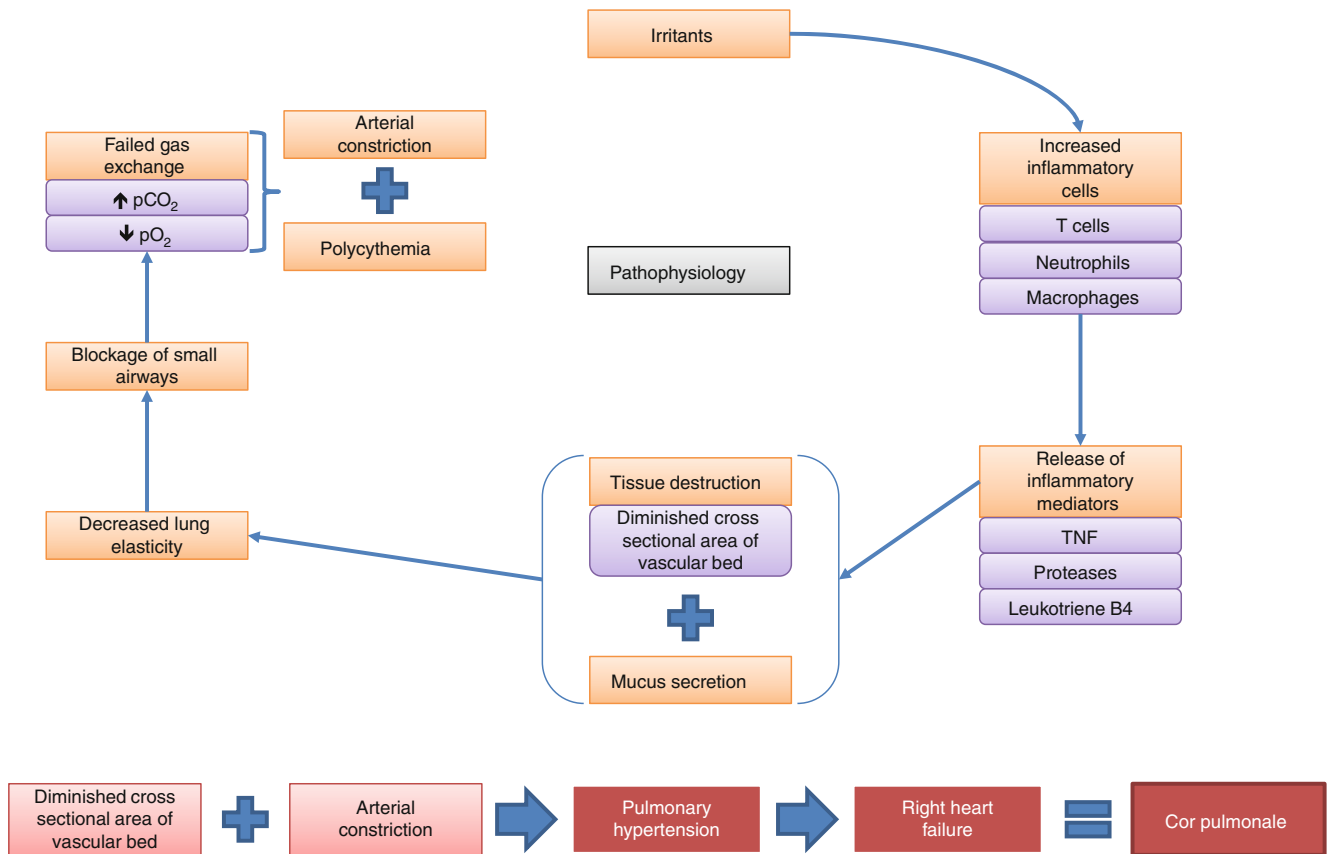 Irritants
Increased
inflammatory
cells
T cells
Neutrophils
Macrophages
Release of
inflammatory
mediators
TNF
Proteases
Leukotriene B4
Tissue destruction
Diminished cross
sectional area of
vascular bed
Mucus secretion
Decreased lung
elasticity
Blockage of small
airways
Failed gas
exchange
↑ pCO₂
↓ pO₂
Arterial
constriction
Polycythemia
Pathophysiology
Diminished cross
sectional area of
vascular bed
Arterial
constriction
Pulmonary
hypertension
Right heart
failure
Cor pulmonale